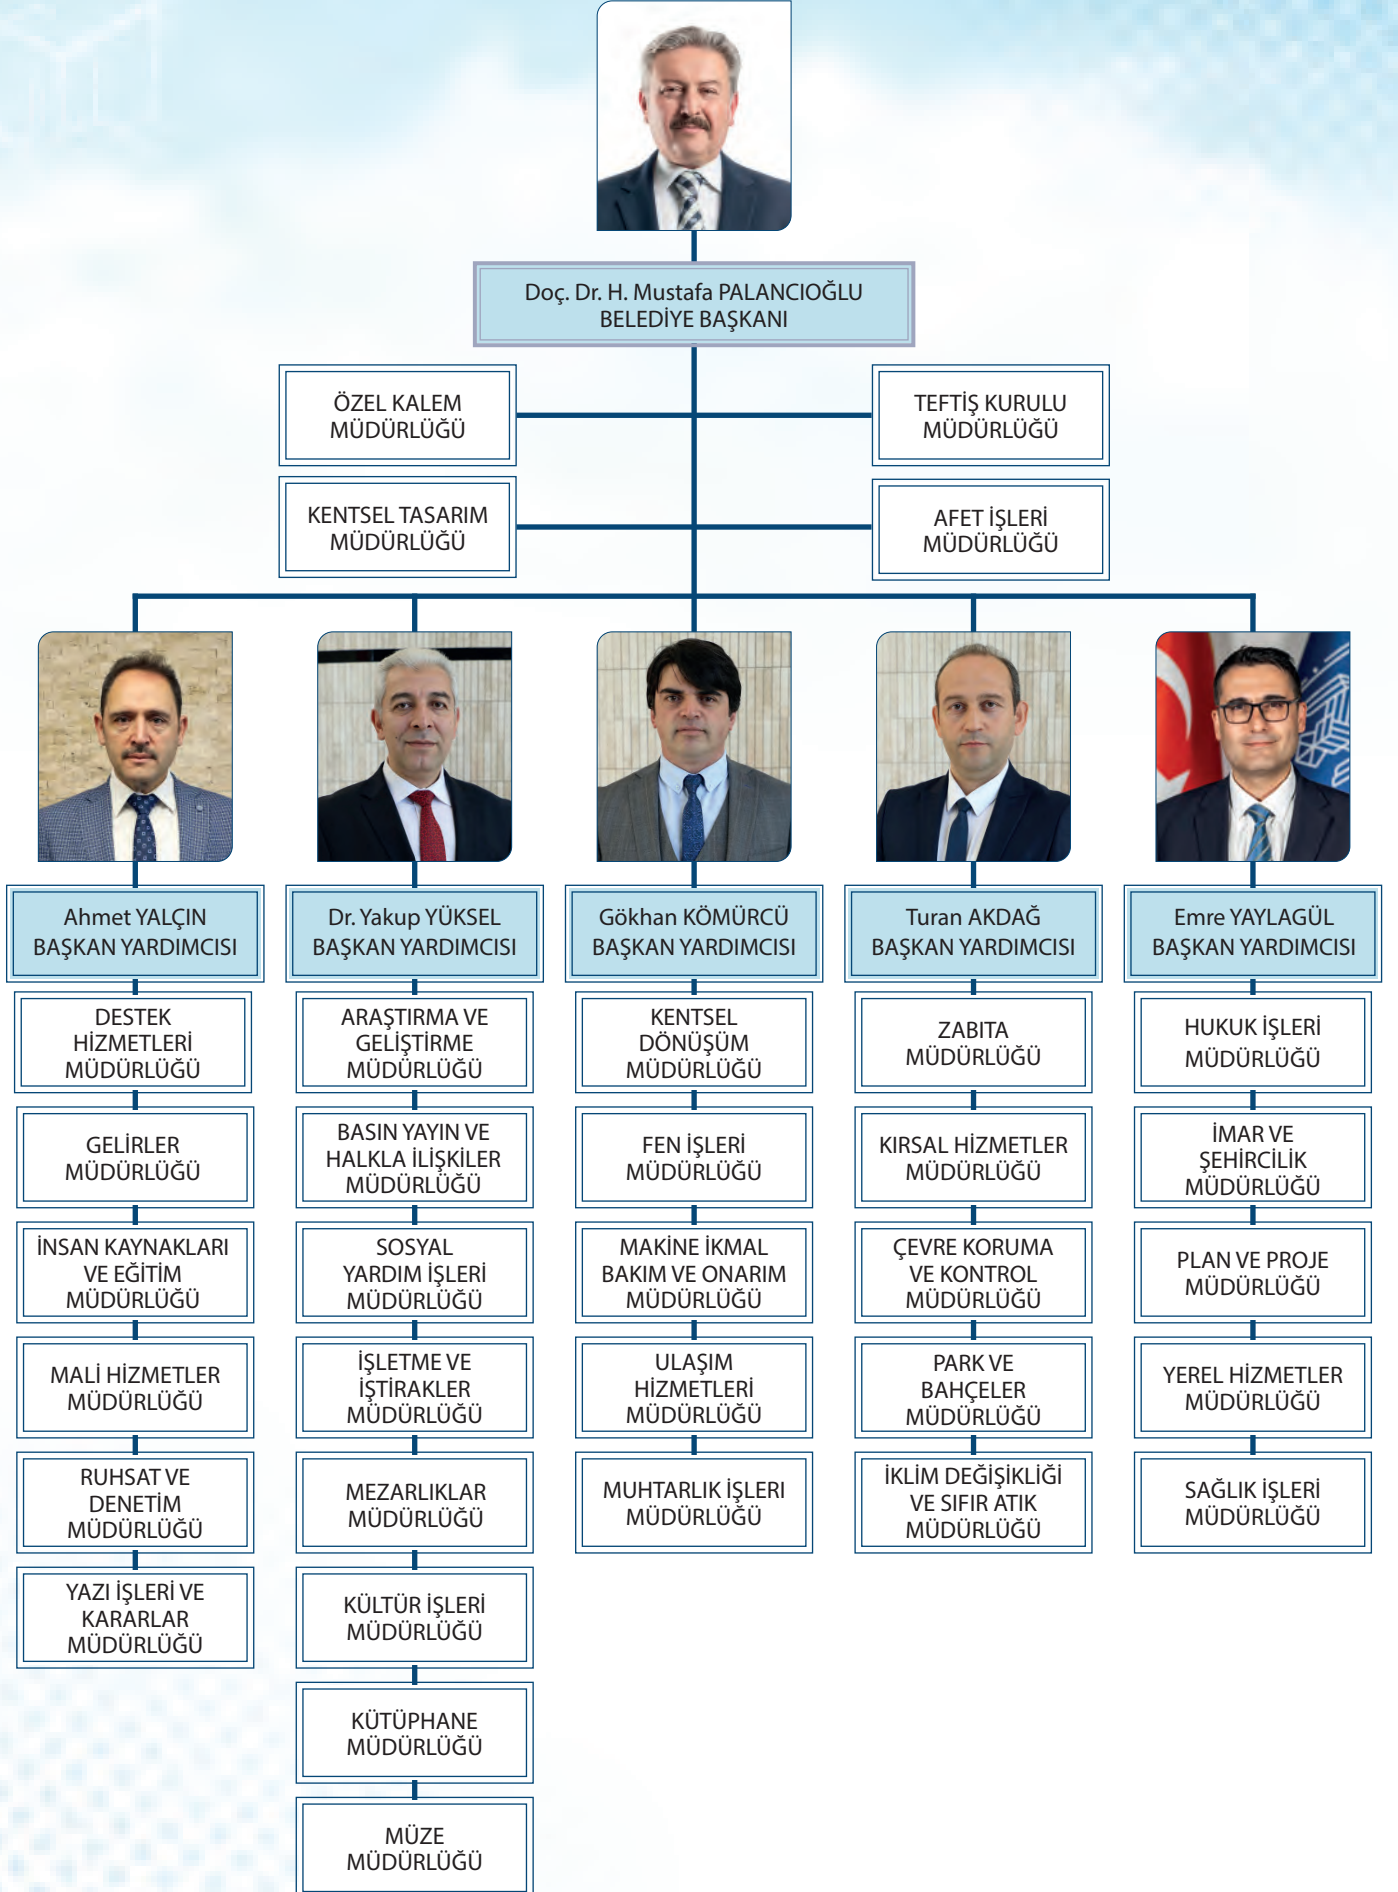 Doç. Dr. H. Mustafa PALANCIOĞLU
BELEDİYE BAŞKANI
ÖZEL KALEM
MÜDÜRLÜĞÜ
TEFTİŞ KURULU
MÜDÜRLÜĞÜ
KENTSEL TASARIM
MÜDÜRLÜĞÜ
AFET İŞLERİ
MÜDÜRLÜĞÜ
Ahmet YALÇIN
BAŞKAN YARDIMCISI
DESTEK
HİZMETLERİ
MÜDÜRLÜĞÜ
GELİRLER
MÜDÜRLÜĞÜ
İNSAN KAYNAKLARI
VE EĞİTİM
MÜDÜRLÜĞÜ
MALİ HİZMETLER
MÜDÜRLÜĞÜ
RUHSAT VE
DENETİM
MÜDÜRLÜĞÜ
YAZI İŞLERİ VE
KARARLAR
MÜDÜRLÜĞÜ
Dr. Yakup YÜKSEL
BAŞKAN YARDIMCISI
ARAŞTIRMA VE
GELİŞTİRME
MÜDÜRLÜĞÜ
BASIN YAYIN VE
HALKLA İLİŞKİLER
MÜDÜRLÜĞÜ
SOSYAL
YARDIM İŞLERİ
MÜDÜRLÜĞÜ
İŞLETME VE
İŞTİRAKLER
MÜDÜRLÜĞÜ
MEZARLIKLAR
MÜDÜRLÜĞÜ
KÜLTÜR İŞLERİ
MÜDÜRLÜĞÜ
KÜTÜPHANE
MÜDÜRLÜĞÜ
MÜZE
MÜDÜRLÜĞÜ
Gökhan KÖMÜRCÜ
BAŞKAN YARDIMCISI
KENTSEL
DÖNÜŞÜM
MÜDÜRLÜĞÜ
FEN İŞLERİ
MÜDÜRLÜĞÜ
MAKİNE İKMAL
BAKIM VE ONARIM
MÜDÜRLÜĞÜ
ULAŞIM
HİZMETLERİ
MÜDÜRLÜĞÜ
MUHTARLIK İŞLERI
MÜDÜRLÜĞÜ
Turan AKDAĞ
BAŞKAN YARDIMCISI
ZABITA
MÜDÜRLÜĞÜ
KIRSAL HİZMETLER
MÜDÜRLÜĞÜ
ÇEVRE KORUMA
VE KONTROL
MÜDÜRLÜĞÜ
PARK VE
BAHÇELER
MÜDÜRLÜĞÜ
İKLİM DEĞİŞİKLİĞİ
VE SIFIR ATIK
MÜDÜRLÜĞÜ
Emre YAYLAGÜL
BAŞKAN YARDIMCISI
HUKUK İŞLERİ
MÜDÜRLÜĞÜ
İMAR VE
ŞEHİRCİLİK
MÜDÜRLÜĞÜ
PLAN VE PROJE
MÜDÜRLÜĞÜ
YEREL HİZMETLER
MÜDÜRLÜĞÜ
SAĞLIK İŞLERİ
MÜDÜRLÜĞÜ